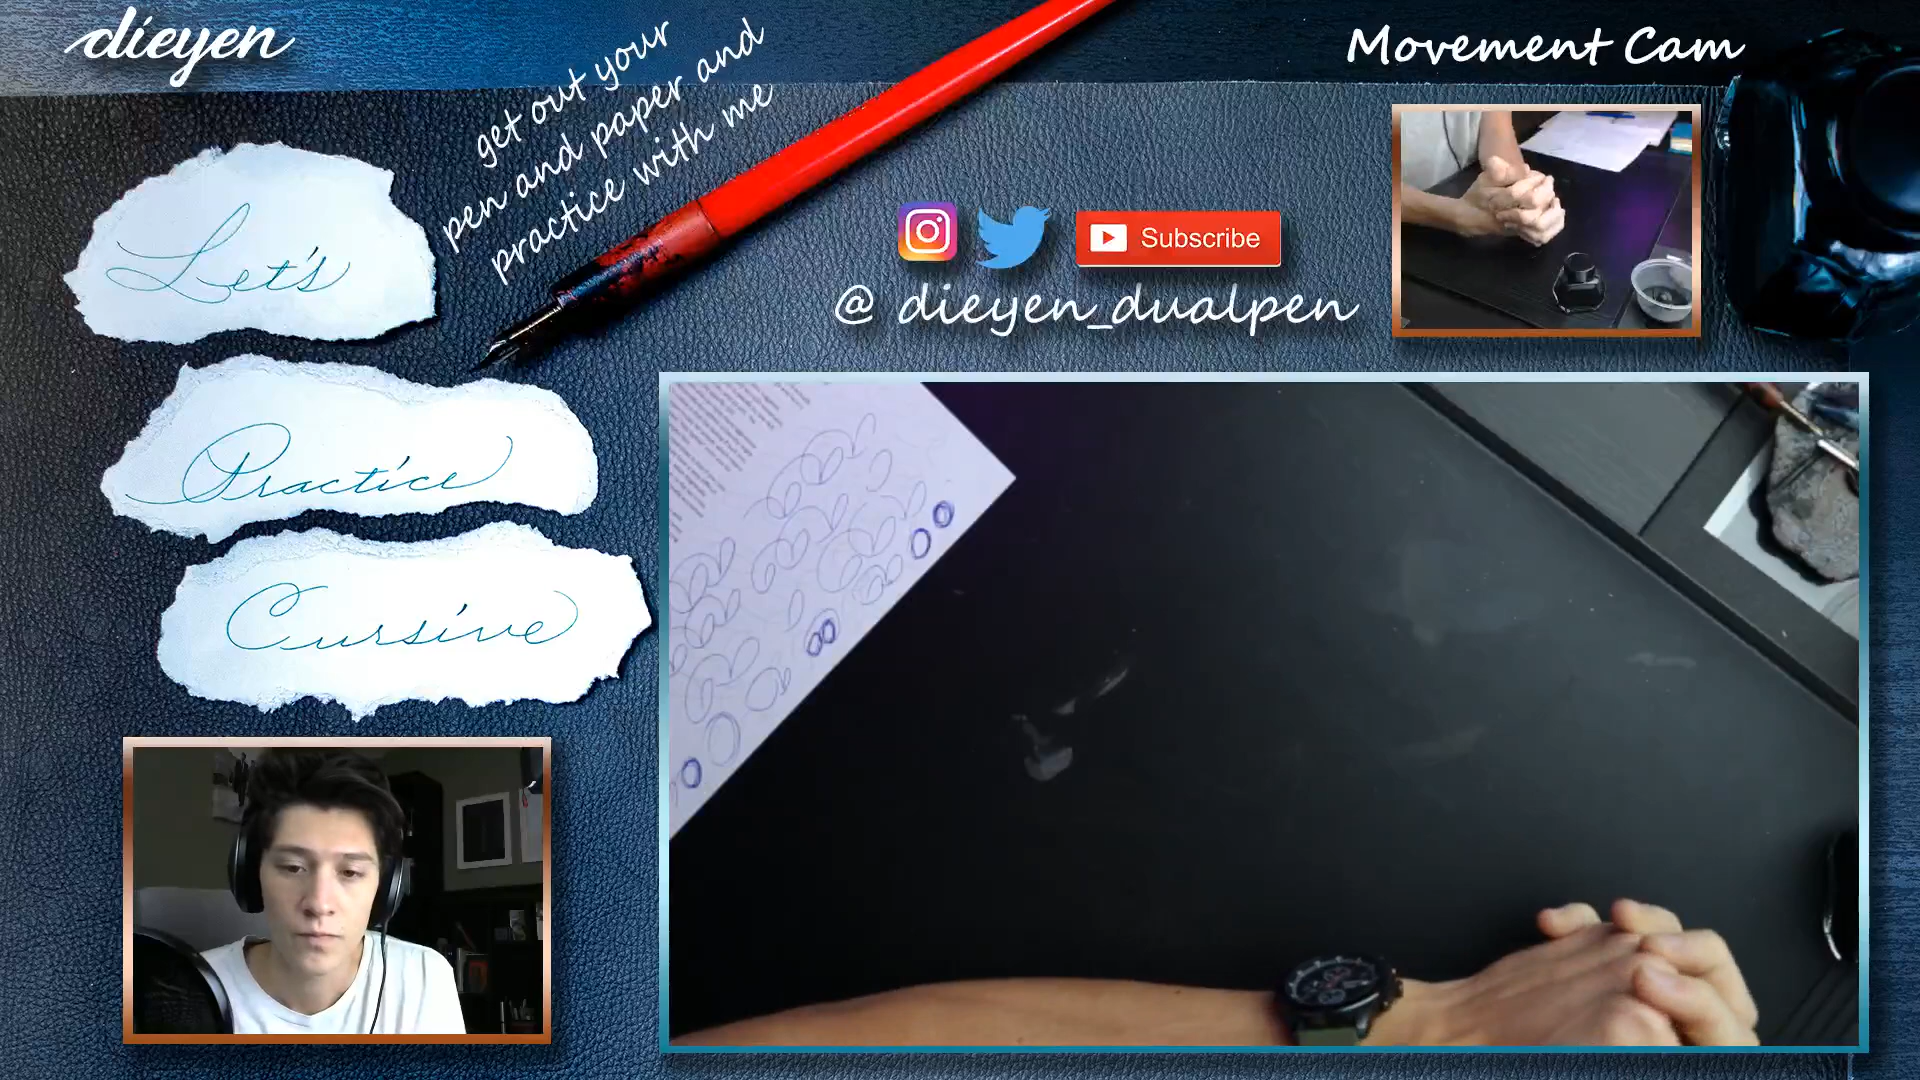 dieyen
get out your
pen and paper and
practice with me
Movement Cam
Let's
Practice
Cursive
Subscribe
@ dieyen_dualpen